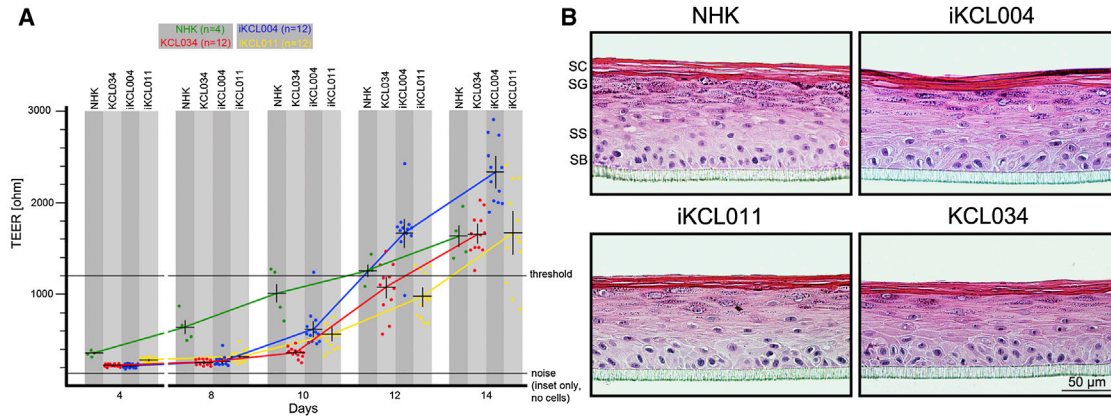 A
NHK (n=4) iKCL004 (n=12)
KCL034 (n=12) iKCL011 (n=12)
NHK KCL034 iKCL004 iKCL011 NHK KCL034 iKCL004 iKCL011 NHK KCL034 iKCL004 iKCL011 NHK KCL034 iKCL004 iKCL011 NHK KCL034 iKCL004 iKCL011
TEER [ohm]
3000
2000
1000
threshold
noise
(inset only,
no cells)
4 8 10 12 14
Days
B
NHK iKCL004
SC
SG
SS
SB
iKCL011 KCL034
50 µm